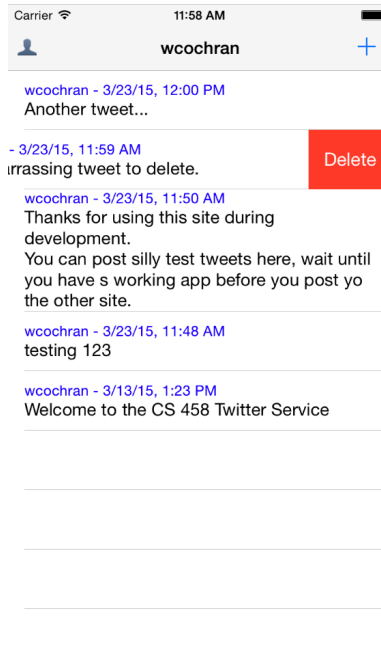 Carrier 11:58 AM
wcochran +
wcochran - 3/23/15, 12:00 PM
Another tweet...
- 3/23/15, 11:59 AM
rrassing tweet to delete. Delete
wcochran - 3/23/15, 11:50 AM
Thanks for using this site during
development.
You can post silly test tweets here, wait until
you have s working app before you post yo
the other site.
wcochran - 3/23/15, 11:48 AM
testing 123
wcochran - 3/13/15, 1:23 PM
Welcome to the CS 458 Twitter Service